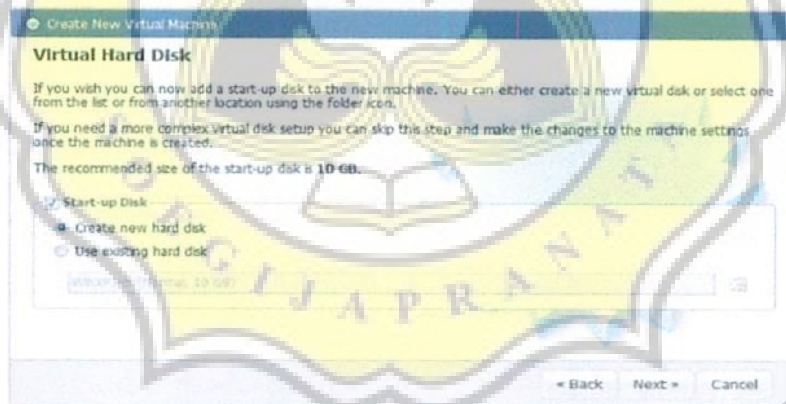 Create New Virtual Machine
Virtual Hard Disk
If you wish you can now add a start-up disk to the new machine. You can either create a new virtual disk or select one
from the list or from another location using the folder icon.
If you need a more complex virtual disk setup you can skip this step and make the changes to the machine settings
once the machine is created.
The recommended size of the start-up disk is 10 GB.
Start-up Disk
Create new hard disk
Use existing hard disk
10 GB)
SOEGIJAPRANATA
< Back Next > Cancel